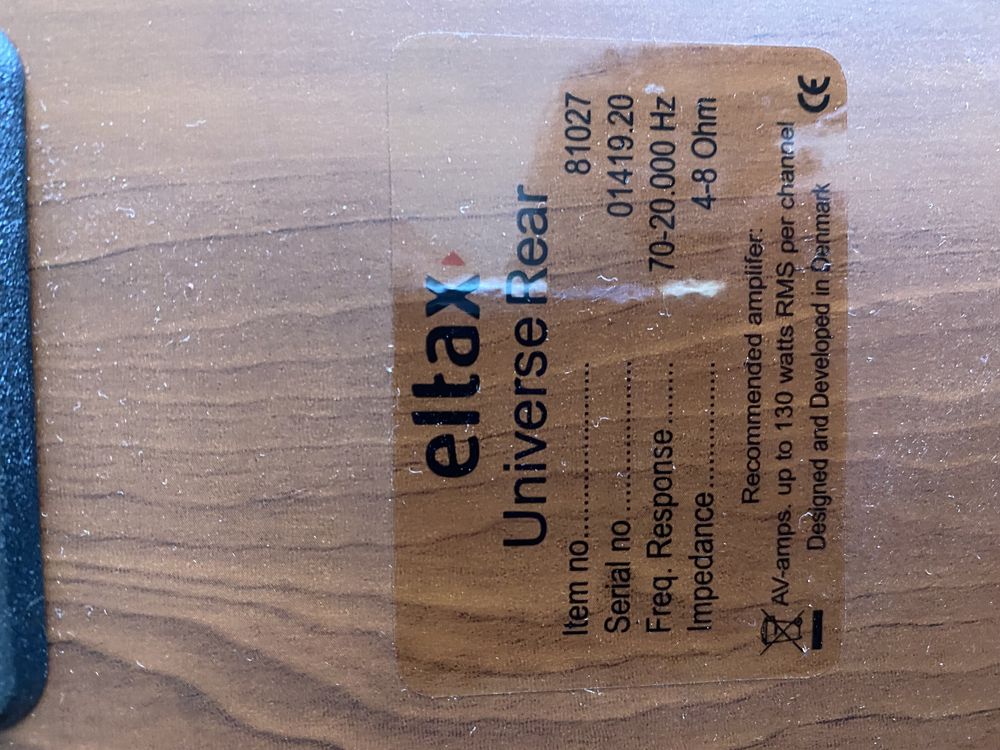 eltax
Universe Rear
Item no.................................. 81027
Serial no........................... 01419.20
Freq. Response......... 70-20.000 Hz
Impedance.................. 4-8 Ohm
Recommended amplifer:
AV-amps. up to 130 watts RMS per channel
Designed and Developed in Denmark CE